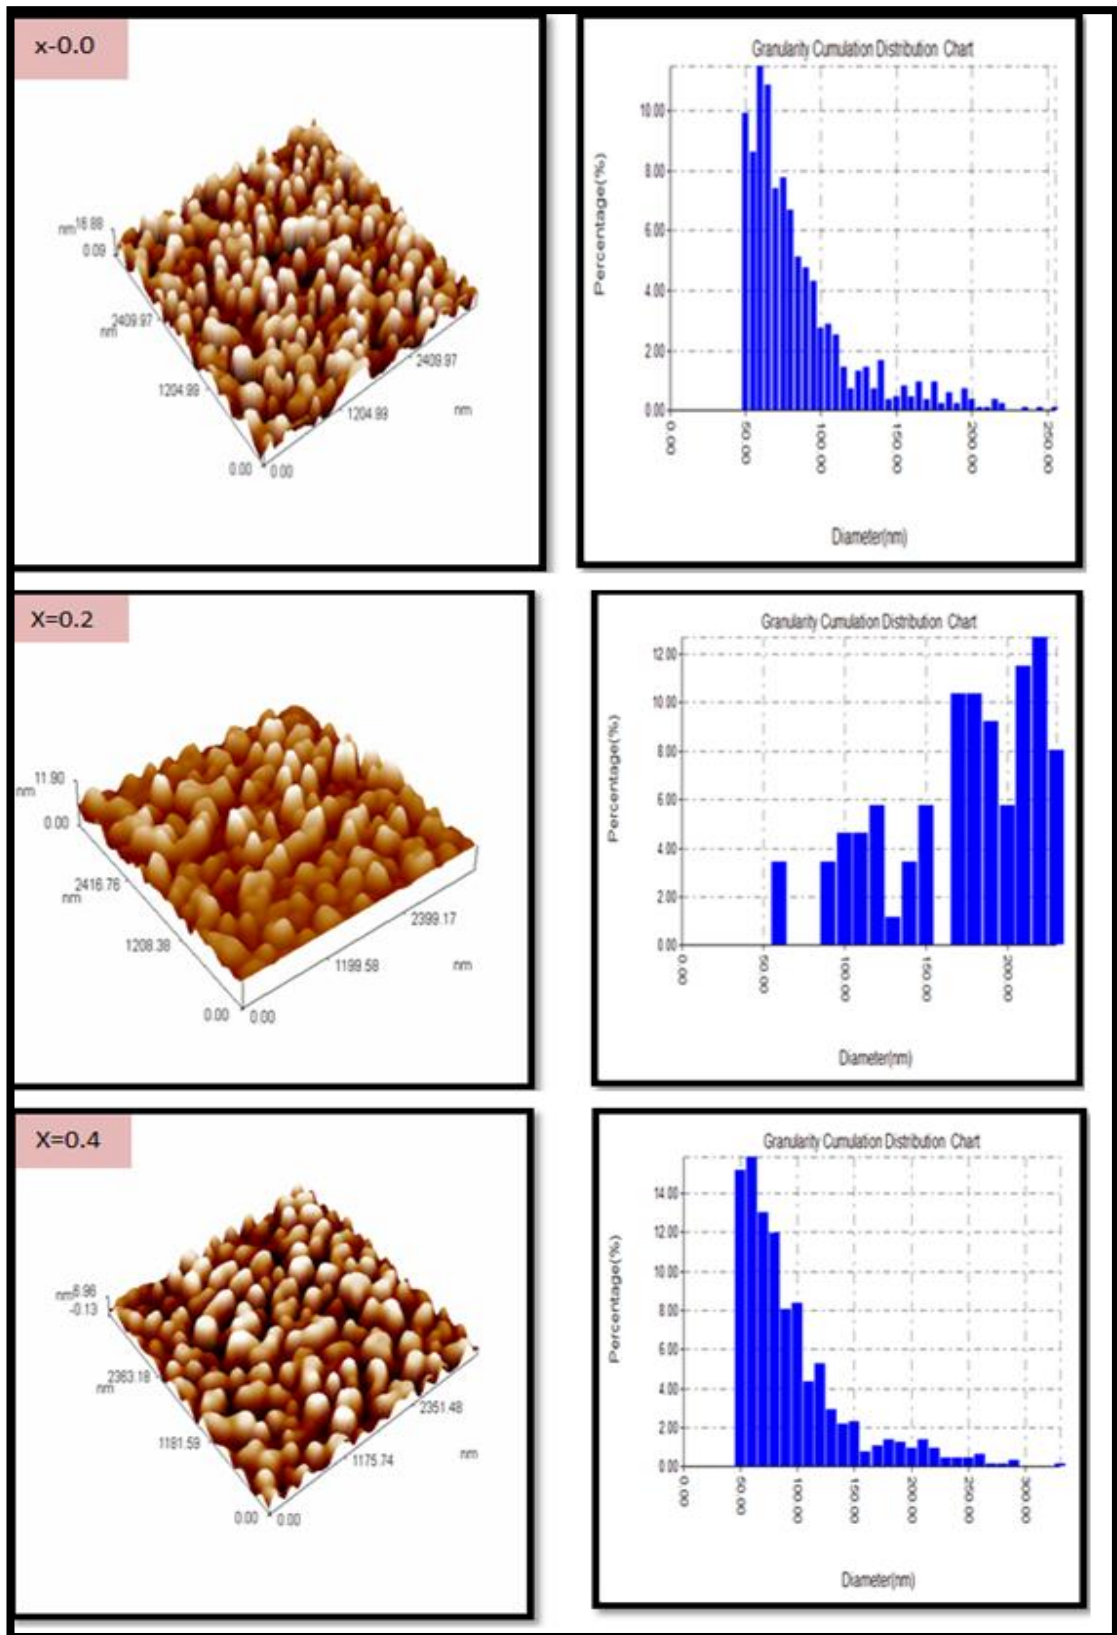 x-0.0
nm 16.88
0.09
2409.97
nm
1204.99
0.00
0.00
1204.99
2409.97
nm
Granularity Cumulation Distribution Chart
Percentage(%)
10.00
8.00
6.00
4.00
2.00
0.00
0.00
50.00
100.00
150.00
200.00
250.00
Diameter(nm)
X=0.2
nm 11.90
0.00
2416.76
nm
1208.38
0.00
0.00
1199.58
2399.17
nm
Granularity Cumulation Distribution Chart
Percentage(%)
12.00
10.00
8.00
6.00
4.00
2.00
0.00
0.00
50.00
100.00
150.00
200.00
Diameter(nm)
X=0.4
nm 6.96
-0.13
2363.18
nm
1181.59
0.00
0.00
1175.74
2351.48
nm
Granularity Cumulation Distribution Chart
Percentage(%)
14.00
12.00
10.00
8.00
6.00
4.00
2.00
0.00
0.00
50.00
100.00
150.00
200.00
250.00
300.00
Diameter(nm)